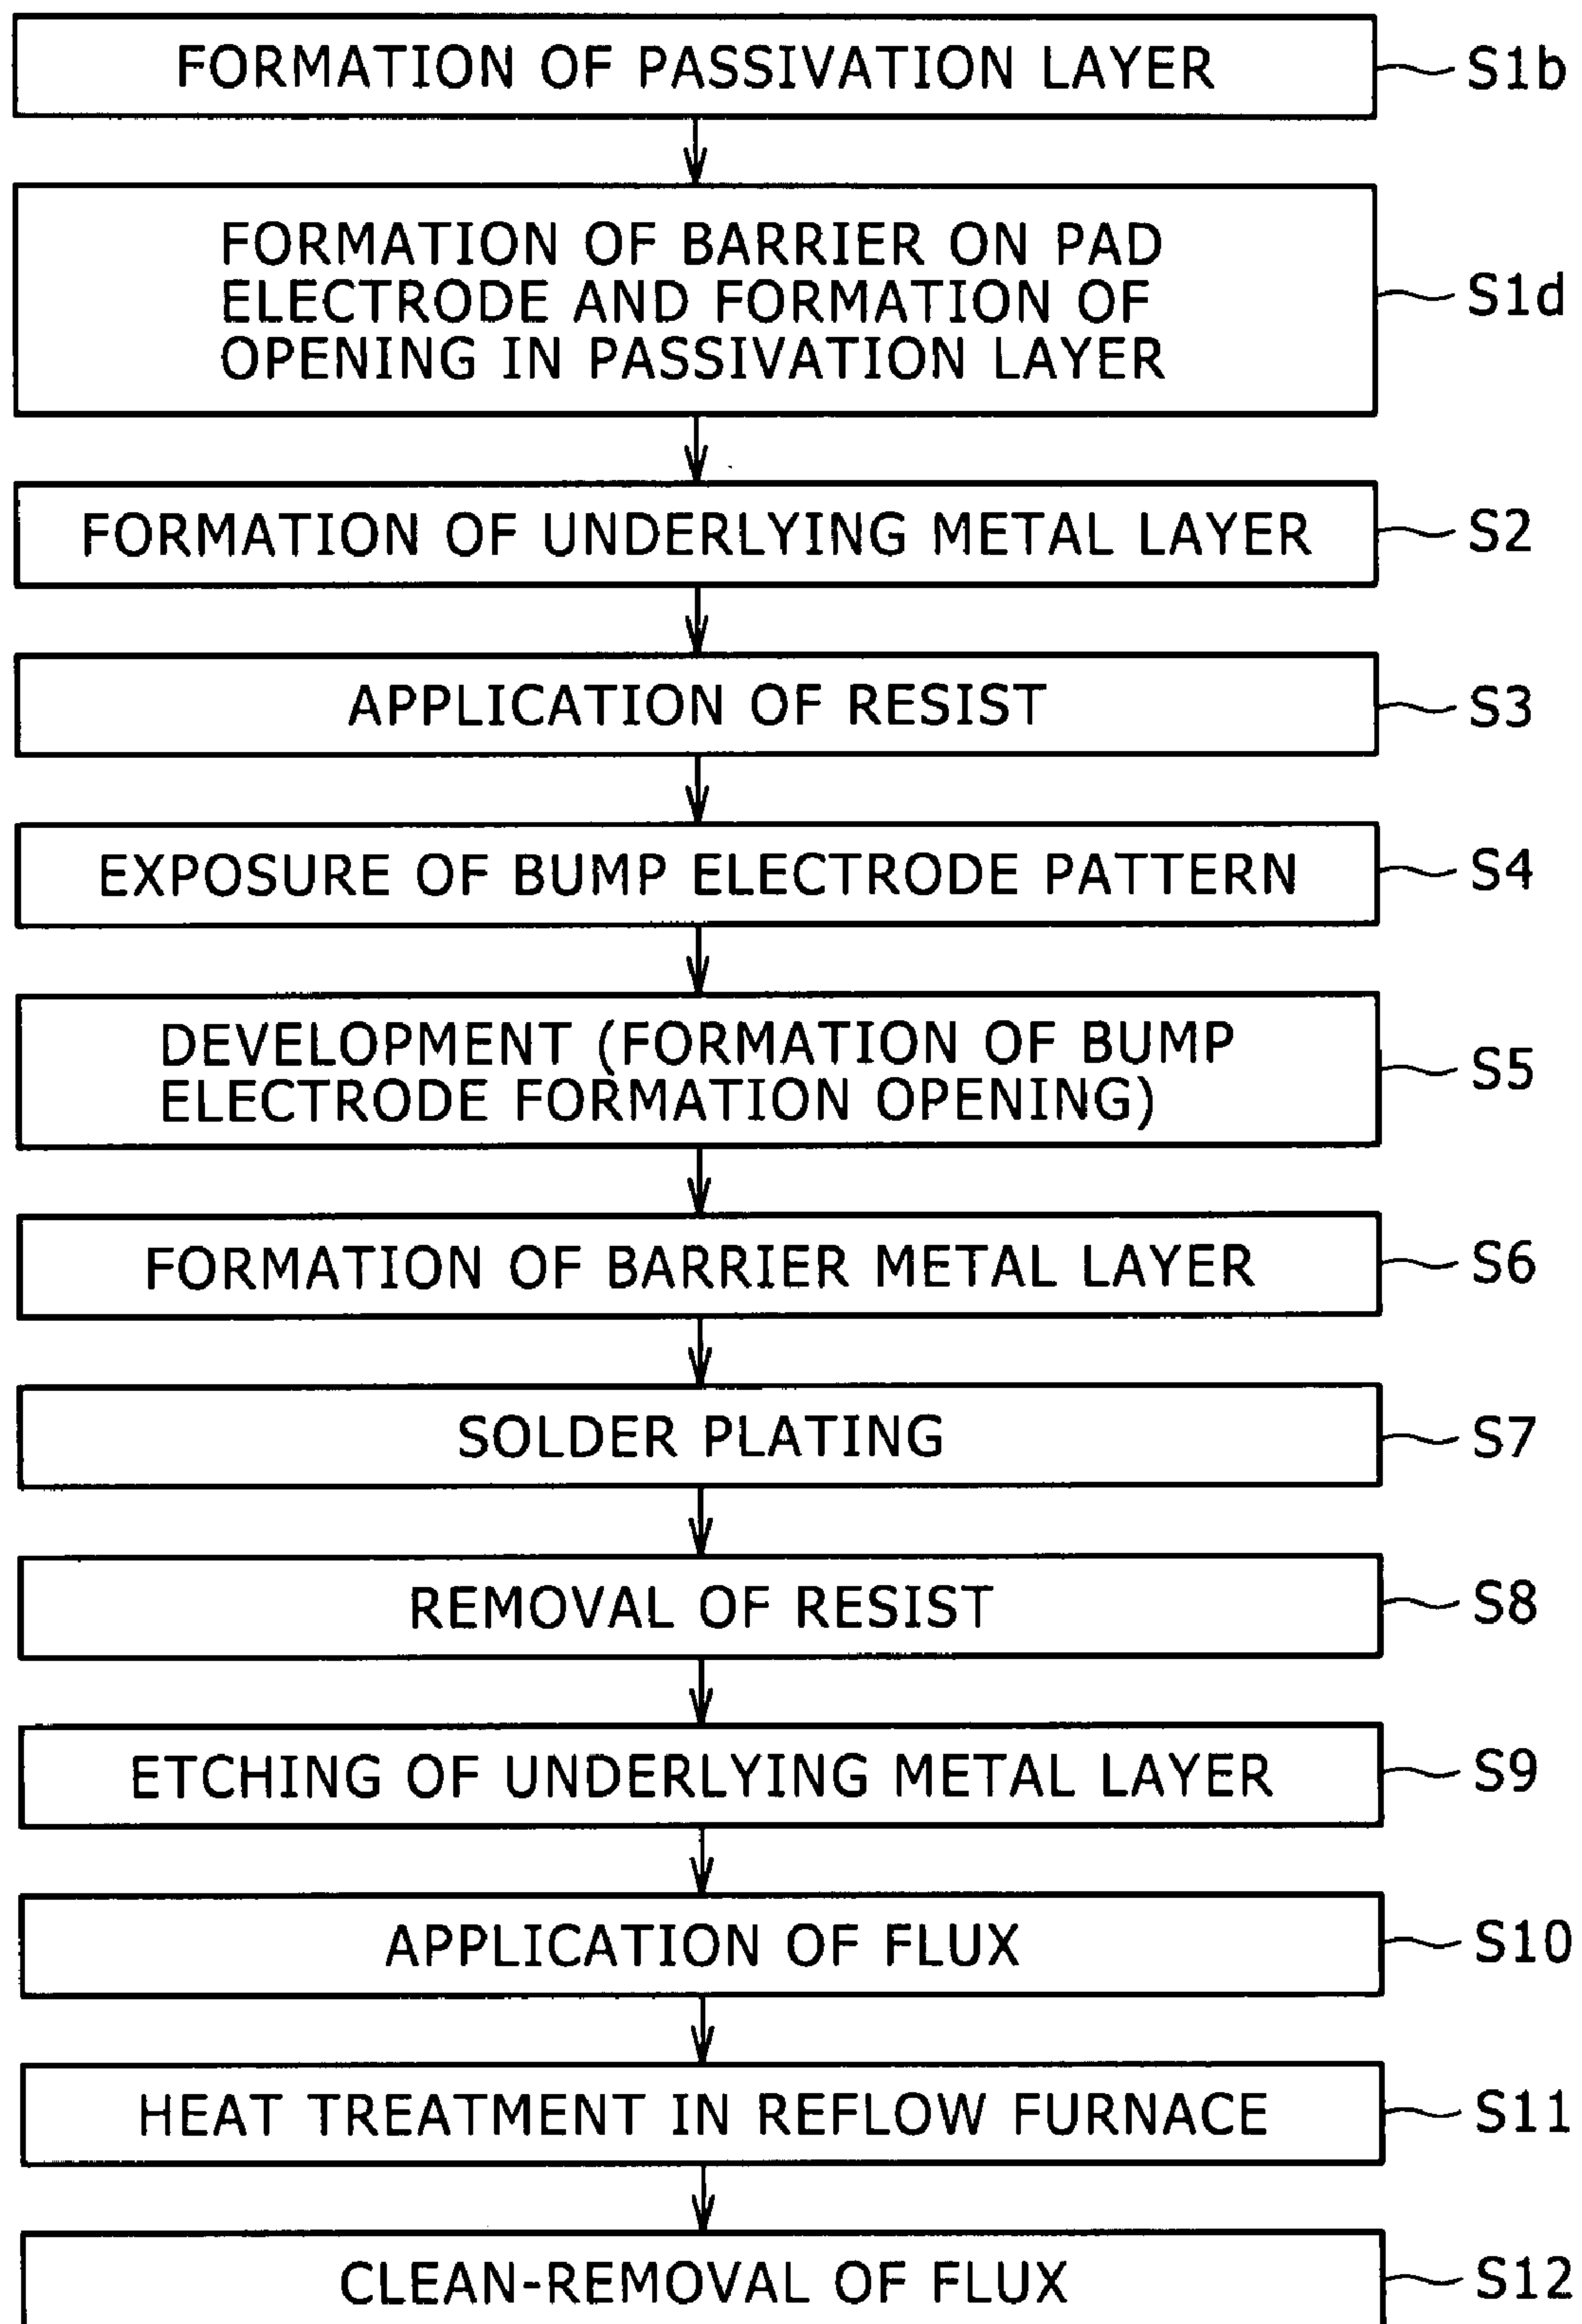 FORMATION OF PASSIVATION LAYER
S1b
FORMATION OF BARRIER ON PAD
ELECTRODE AND FORMATION OF
OPENING IN PASSIVATION LAYER
S1d
FORMATION OF UNDERLYING METAL LAYER
S2
APPLICATION OF RESIST
S3
EXPOSURE OF BUMP ELECTRODE PATTERN
S4
DEVELOPMENT (FORMATION OF BUMP
ELECTRODE FORMATION OPENING)
S5
FORMATION OF BARRIER METAL LAYER
S6
SOLDER PLATING
S7
REMOVAL OF RESIST
S8
ETCHING OF UNDERLYING METAL LAYER
S9
APPLICATION OF FLUX
S10
HEAT TREATMENT IN REFLOW FURNACE
S11
CLEAN-REMOVAL OF FLUX
S12